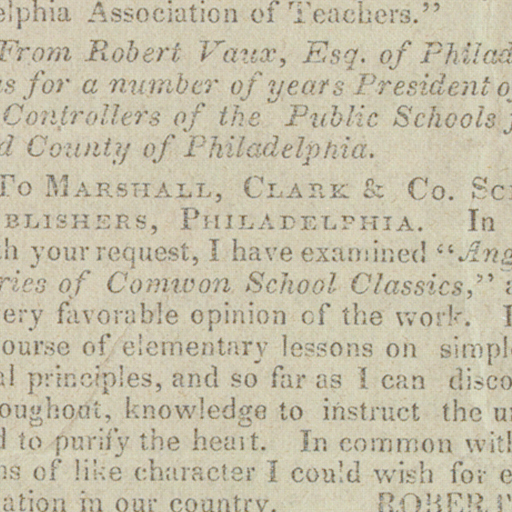 elphia Association of Teachers."
From Robert Vaux, Esq. of Philad
s for a number of years President o
Controllers of the Public Schools
d County of Philadelphia.
To MARSHALL, CLARK & Co. Sc
BLISHERS, PHILADELPHIA. In
h your request, I have examined "Ang
ries of Common School Classics," a
ery favorable opinion of the work. I
ourse of elementary lessons on simpl
al principles, and so far as I can disco
oughout, knowledge to instruct the u
d to purify the heart. In common with
ns of like character I could wish for e
ation in our country. ROBERT